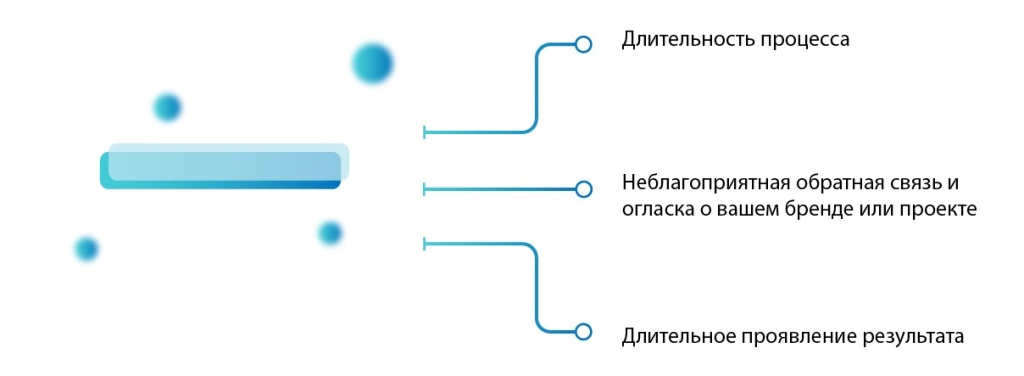 Длительность процесса
Неблагоприятная обратная связь и
огласка о вашем бренде или проекте
Длительное проявление результата